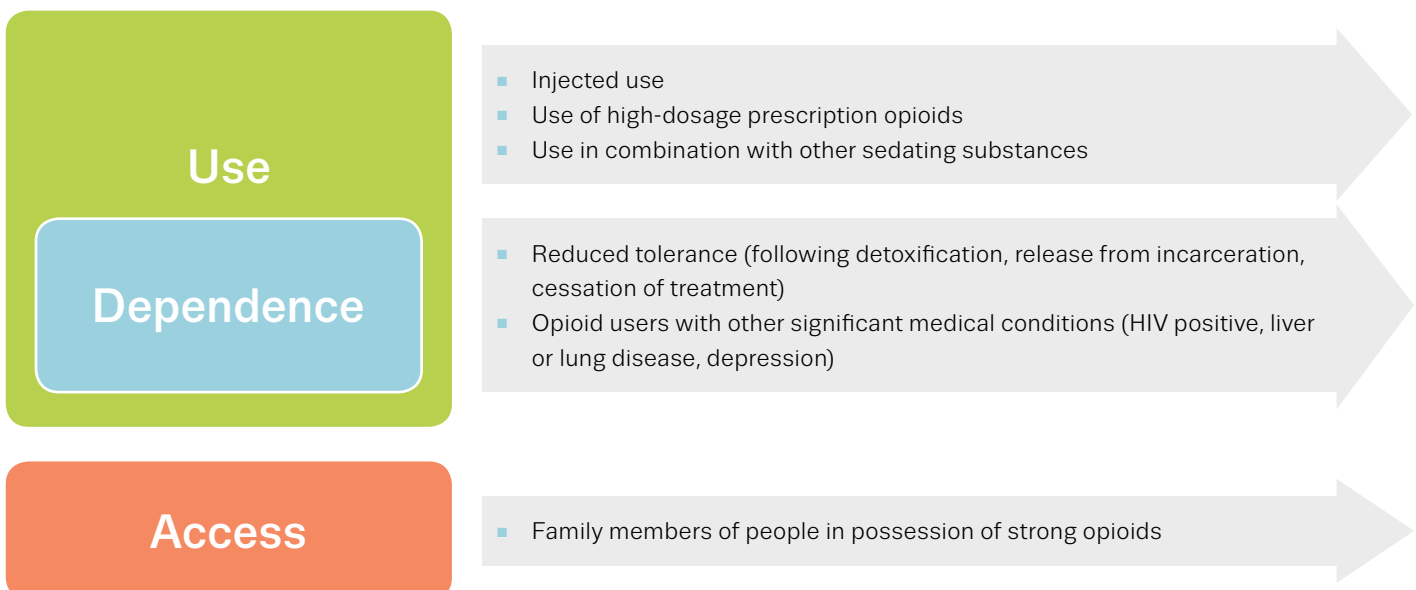 Use
■ Injected use
■ Use of high-dosage prescription opioids
■ Use in combination with other sedating substances
Dependence
■ Reduced tolerance (following detoxification, release from incarceration,
cessation of treatment)
■ Opioid users with other significant medical conditions (HIV positive, liver
or lung disease, depression)
Access
■ Family members of people in possession of strong opioids